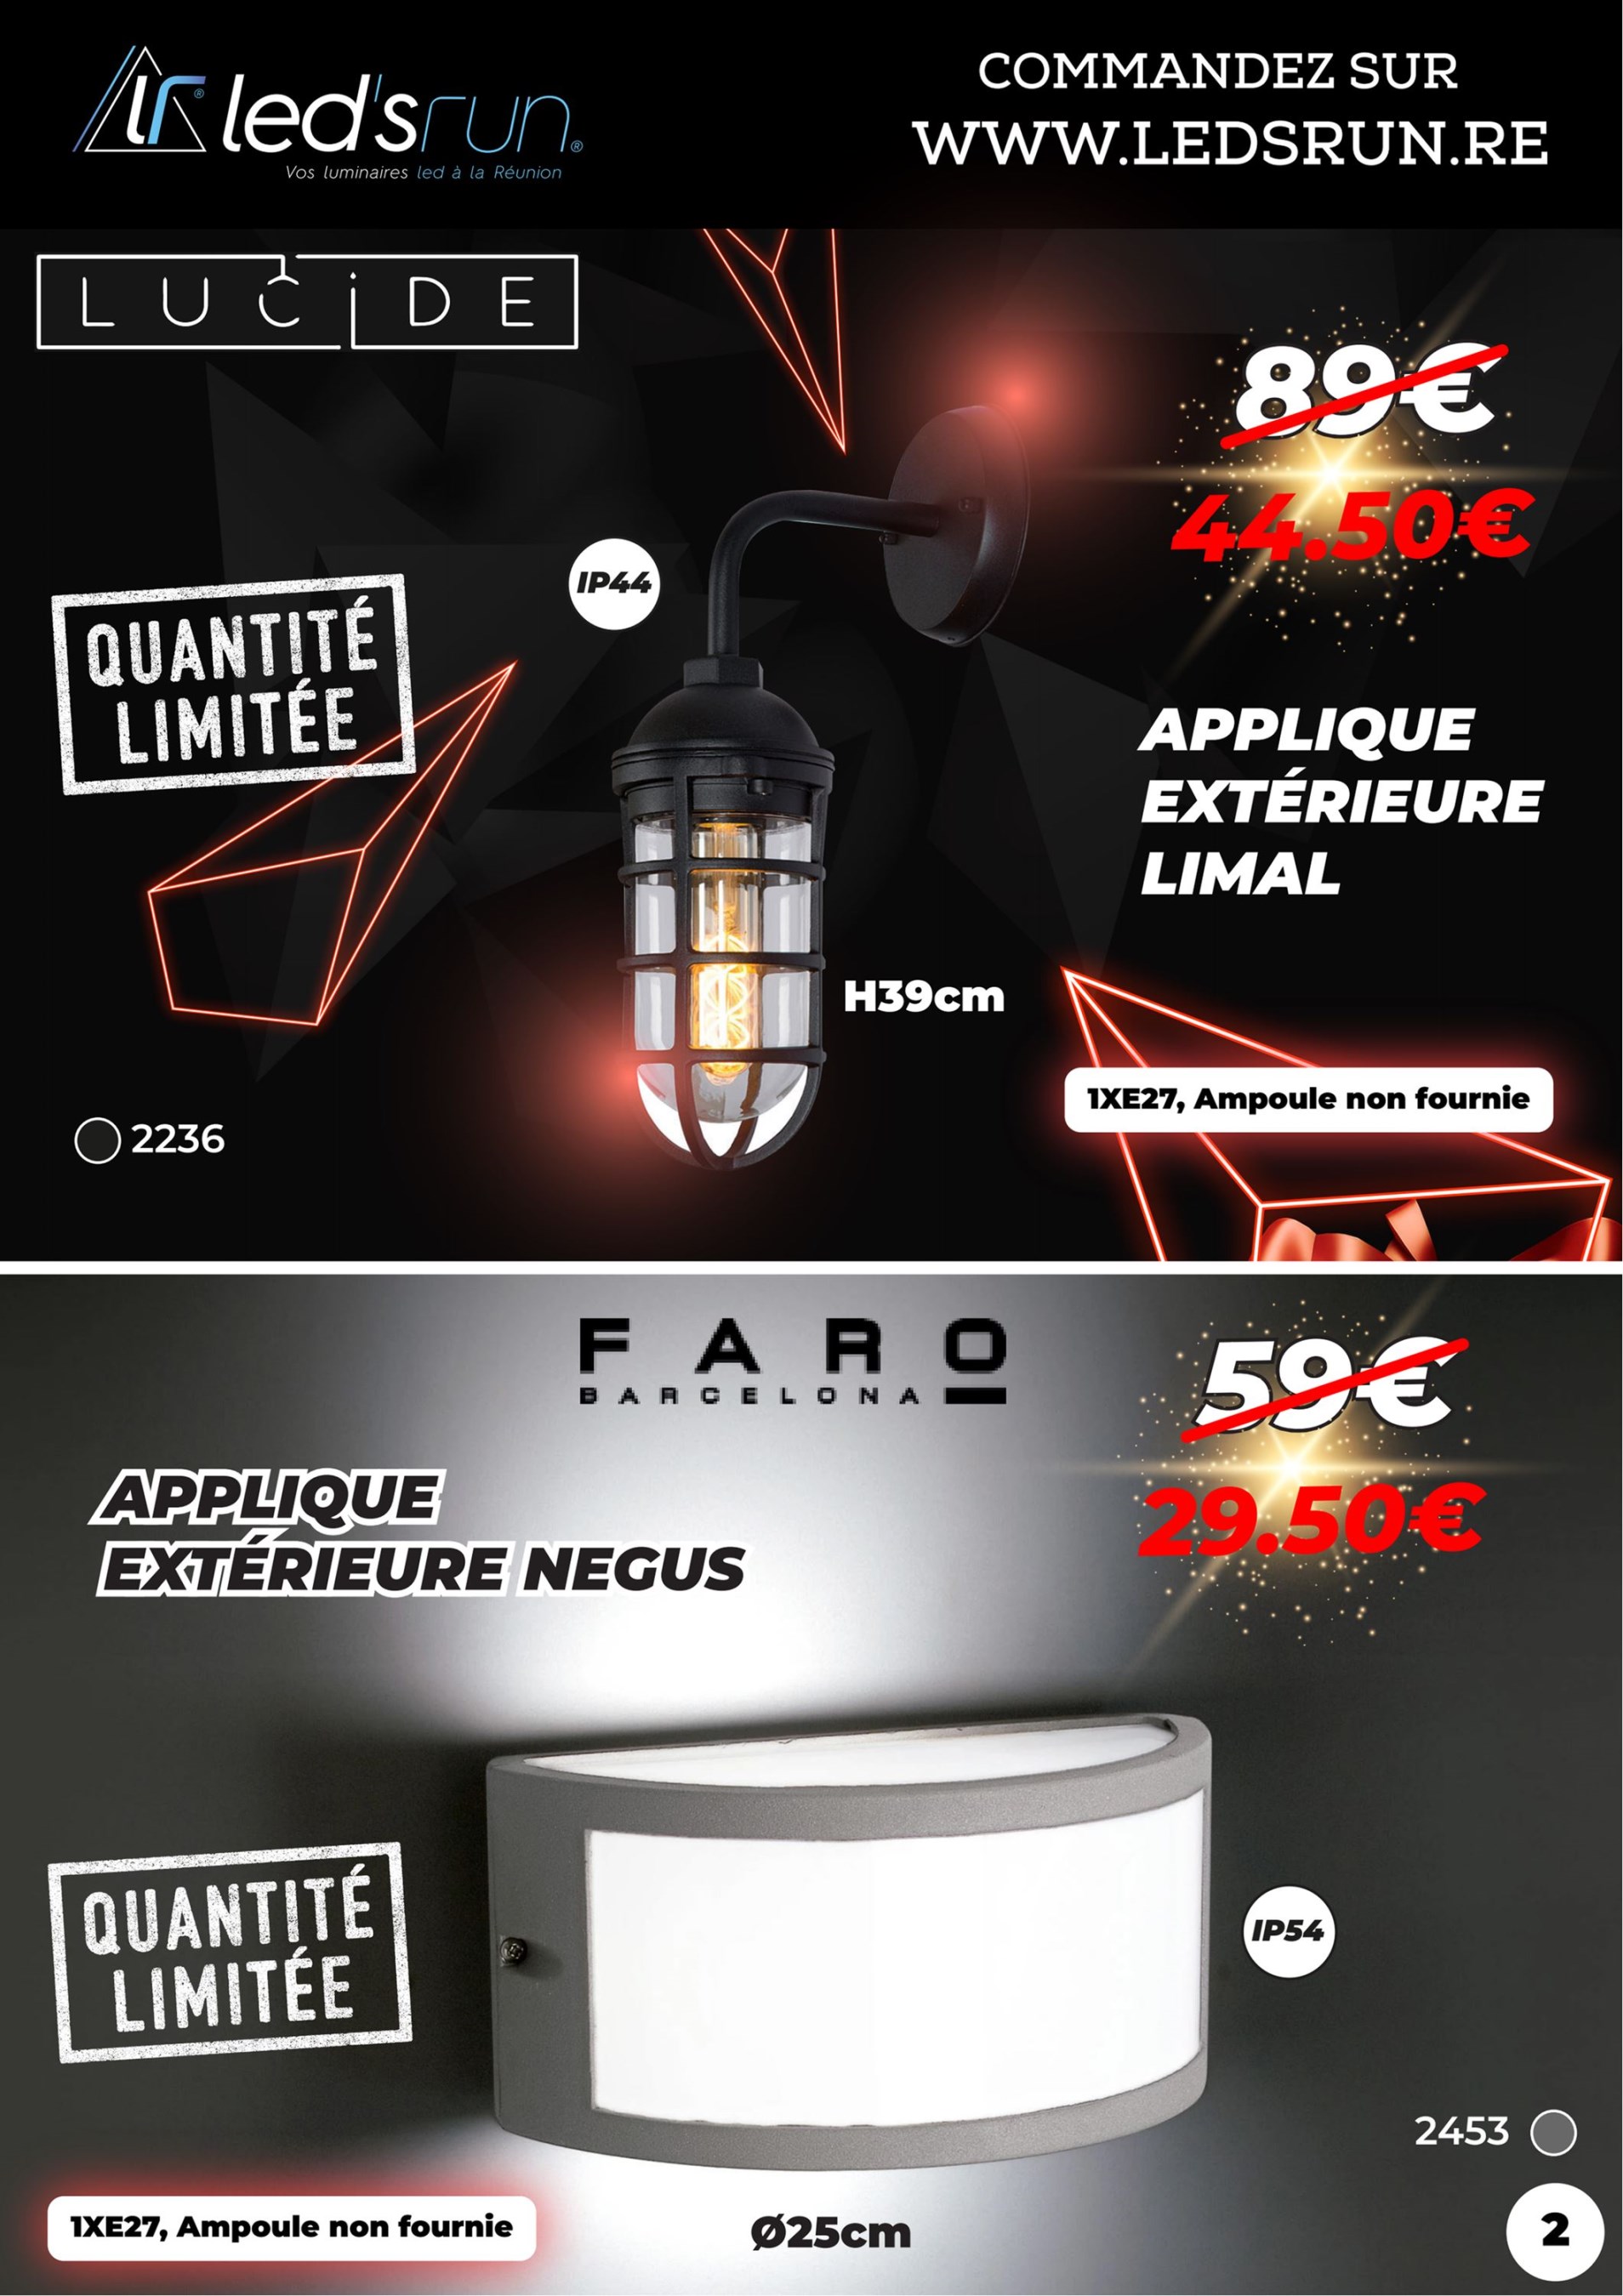 lr® led'srun®
Vos luminaires led à la Réunion
COMMANDEZ SUR
WWW.LEDSRUN.RE
LUCIDE
89€
44.50€
IP44
QUANTITÉ
LIMITÉE
APPLIQUE
EXTÉRIEURE
LIMAL
H39cm
1XE27, Ampoule non fournie
2236
FARO
BARCELONA
59€
29.50€
APPLIQUE
EXTÉRIEURE NEGUS
QUANTITÉ
LIMITÉE
IP54
2453
1XE27, Ampoule non fournie
Ø25cm
2